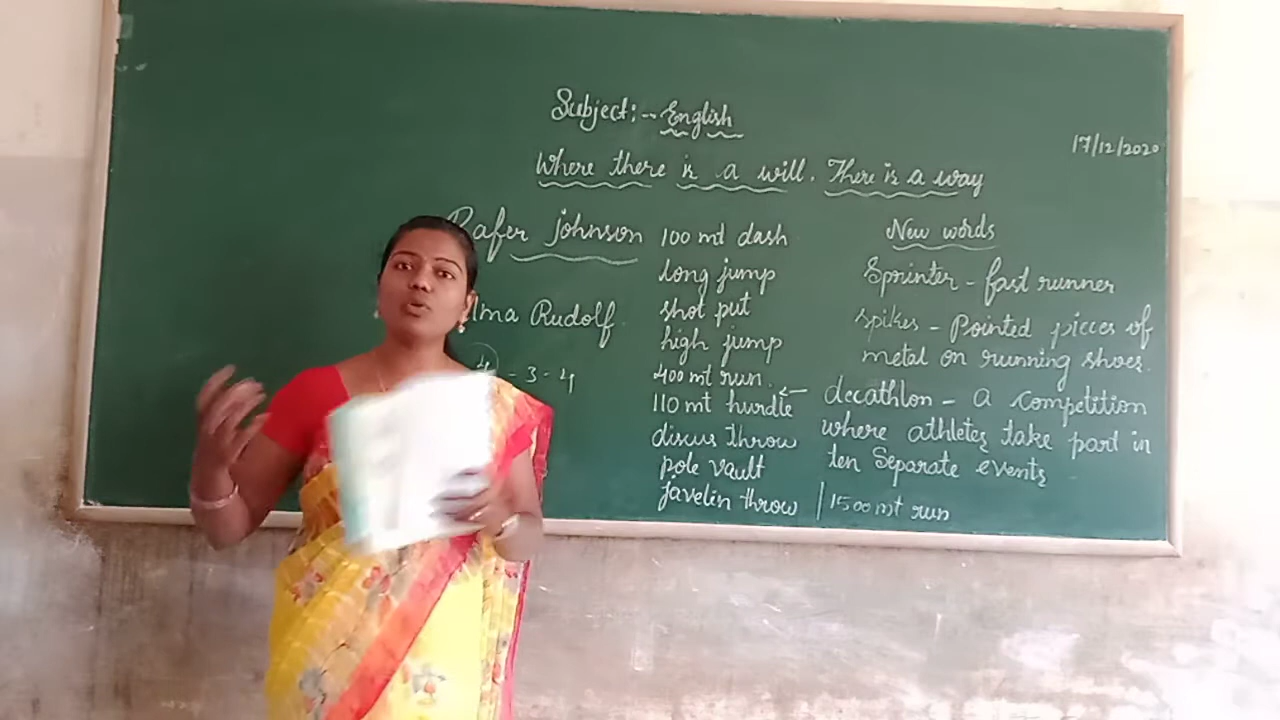 Subject:-- English
17/12/2020
Where there is a will. There is a way
Rafer Johnson
lma Rudolf
4 - 3 - 4
100 mt dash
long jump
shot put
high jump
400 mt run.
110 mt hurdle
discus throw
pole vault
javelin throw | 1500 mt run
New words
Sprinter - fast runner
Spikes - Pointed pieces of
metal on running shoes.
decathlon - a competition
where athletes take part in
ten Separate events